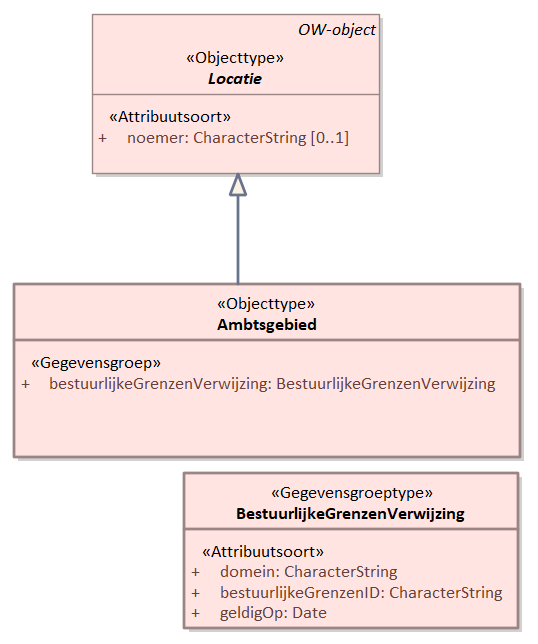 OW-object
«Objecttype»
Locatie
«Attribuutsoort»
+ noemer: CharacterString [0..1]
«Objecttype»
Ambtsgebied
«Gegevensgroep»
+ bestuurlijkeGrenzenVerwijzing: BestuurlijkeGrenzenVerwijzing
«Gegevensgroeptype»
BestuurlijkeGrenzenVerwijzing
«Attribuutsoort»
+ domein: CharacterString
+ bestuurlijkeGrenzenID: CharacterString
+ geldigOp: Date